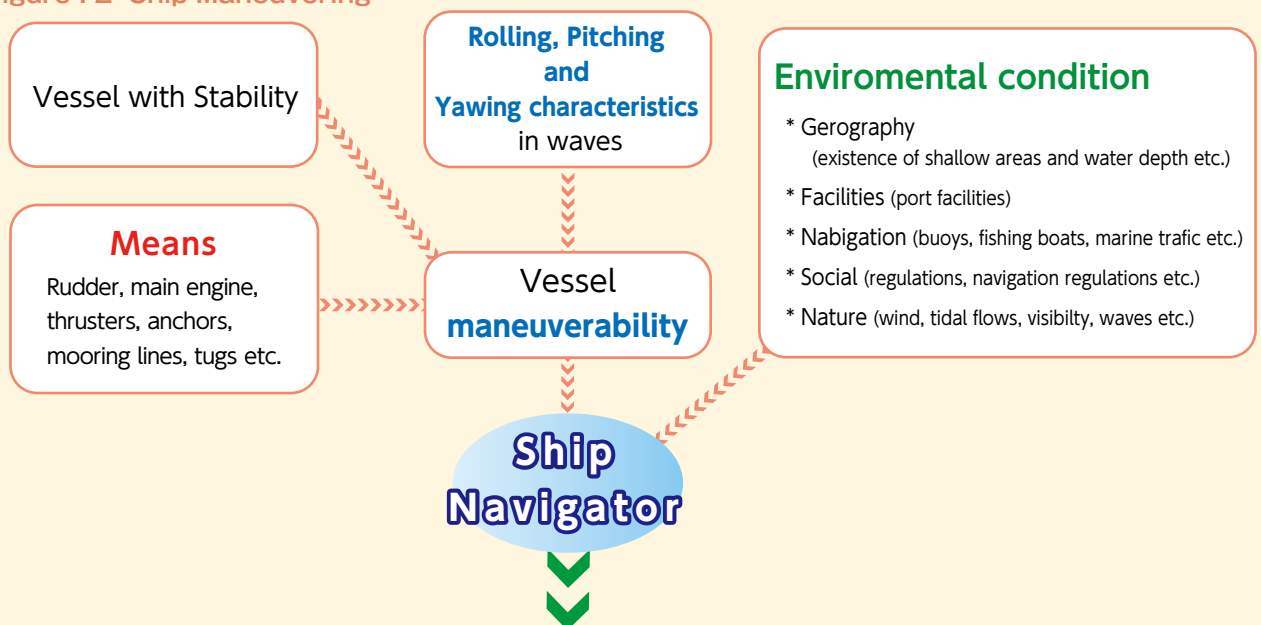 Ship Maneuvering
Vessel with Stability
Rolling, Pitching
and
Yawing characteristics
in waves
Enviromental condition
* Gerography
(existence of shallow areas and water depth etc.)
* Facilities (port facilities)
* Nabigation (buoys, fishing boats, marine trafic etc.)
* Social (regulations, navigation regulations etc.)
* Nature (wind, tidal flows, visibilty, waves etc.)
Means
Rudder, main engine,
thrusters, anchors,
mooring lines, tugs etc.
Vessel
maneuverability
Ship
Navigator